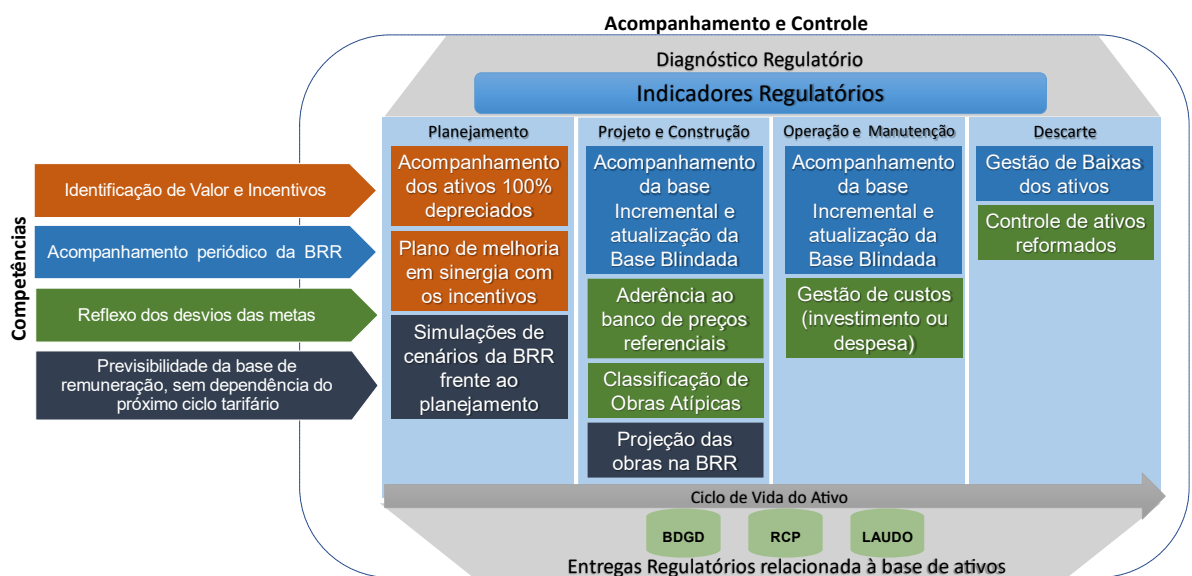 Acompanhamento e Controle
Diagnóstico Regulatório
Indicadores Regulatórios
Competências
Identificação de Valor e Incentivos
Acompanhamento periódico da BRR
Reflexo dos desvios das metas
Previsibilidade da base de
remuneração, sem dependência do
próximo ciclo tarifário
Planejamento
Acompanhamento
dos ativos 100%
depreciados
Plano de melhoria
em sinergia com
os incentivos
Simulações de
cenários da BRR
frente ao
planejamento
Projeto e Construção
Acompanhamento
da base
Incremental e
atualização da
Base Blindada
Aderência ao
banco de preços
referenciais
Classificação de
Obras Atípicas
Projeção das
obras na BRR
Operação e Manutenção
Acompanhamento
da base
Incremental e
atualização da
Base Blindada
Gestão de custos
(investimento ou
despesa)
Descarte
Gestão de Baixas
dos ativos
Controle de ativos
reformados
Ciclo de Vida do Ativo
BDGD
RCP
LAUDO
Entregas Regulatórios relacionada à base de ativos